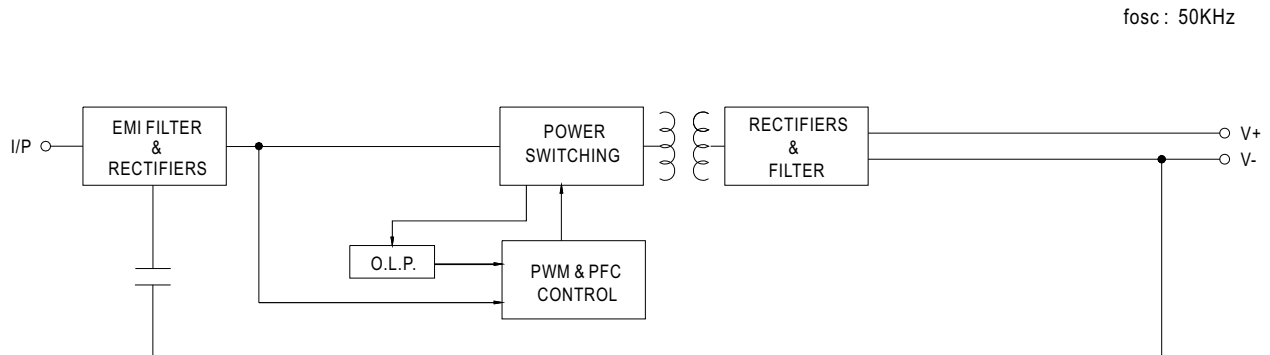 fosc : 50KHz
I/P
EMI FILTER
&
RECTIFIERS
POWER
SWITCHING
RECTIFIERS
&
FILTER
V+
V-
O.L.P.
PWM & PFC
CONTROL